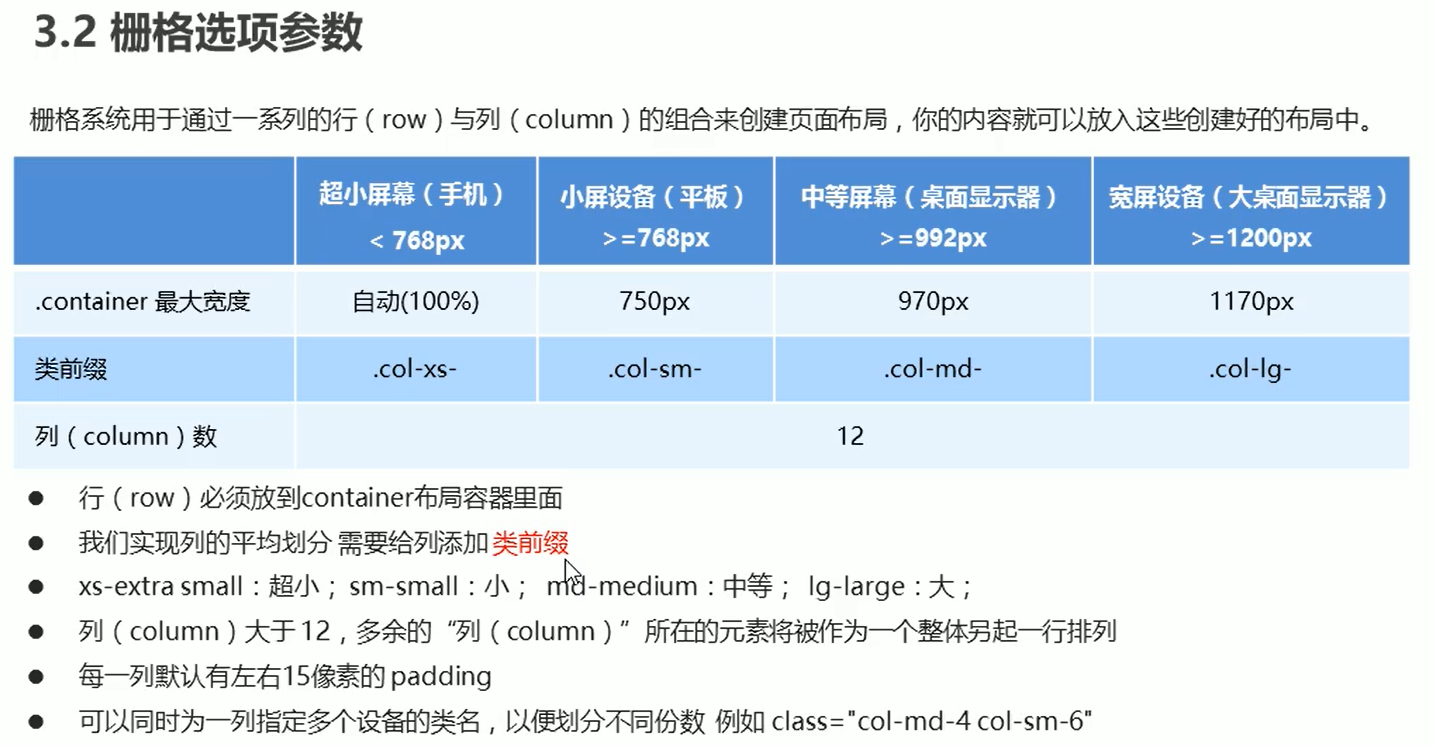 3.2 栅格选项参数
栅格系统用于通过一系列的行（row）与列（column）的组合来创建页面布局，你的内容就可以放入这些创建好的布局中。
超小屏幕（手机） 小屏设备（平板） 中等屏幕（桌面显示器） 宽屏设备（大桌面显示器）
< 768px >=768px >=992px >=1200px
.container 最大宽度 自动(100%) 750px 970px 1170px
类前缀 .col-xs- .col-sm- .col-md- .col-lg-
列（column）数 12
● 行（row）必须放到container布局容器里面
● 我们实现列的平均划分 需要给列添加 类前缀
● xs-extra small：超小； sm-small：小； md-medium：中等； lg-large：大；
● 列（column）大于 12，多余的“列（column）”所在的元素将被作为一个整体另起一行排列
● 每一列默认有左右15像素的 padding
● 可以同时为一列指定多个设备的类名，以便划分不同份数 例如 class="col-md-4 col-sm-6"